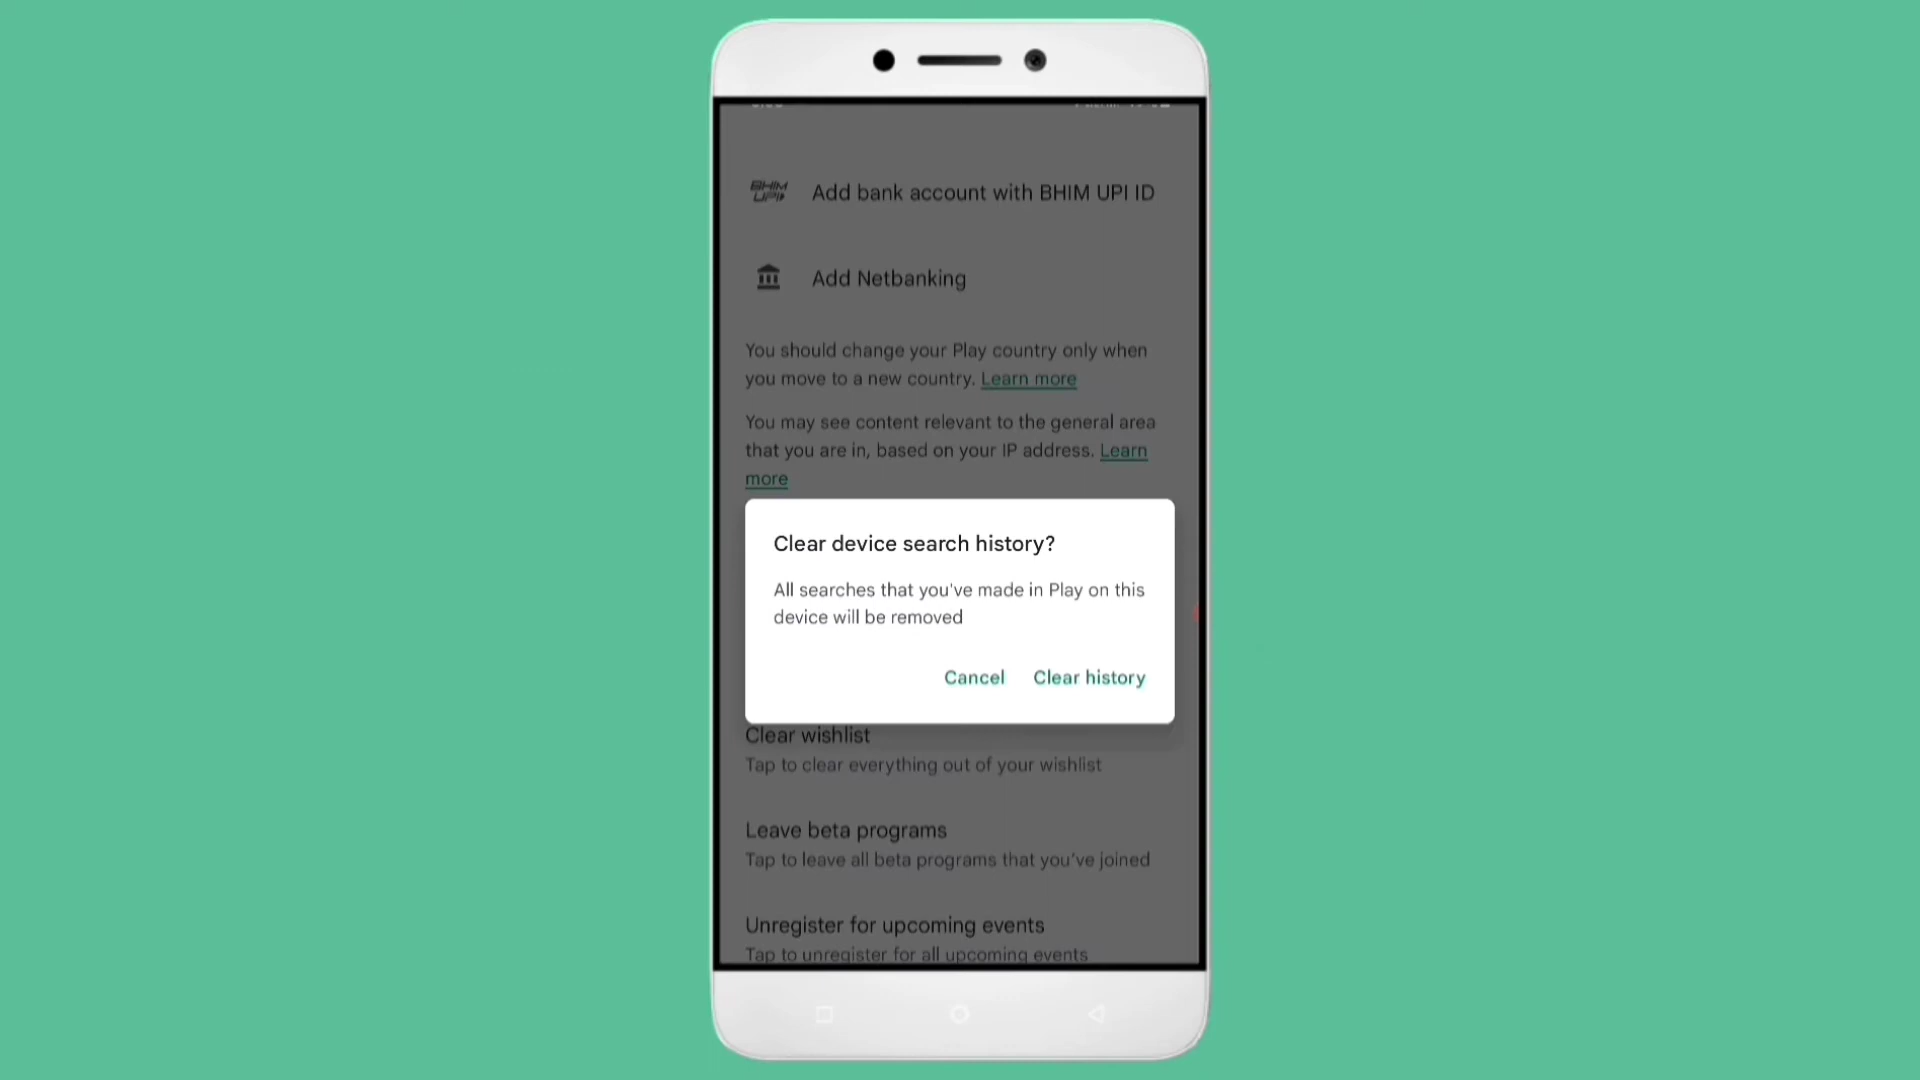 BHIM
UPI
Add bank account with BHIM UPI ID
Add Netbanking
You should change your Play country only when
you move to a new country. Learn more
You may see content relevant to the general area
that you are in, based on your IP address. Learn
more
Clear device search history?
All searches that you've made in Play on this
device will be removed
Cancel Clear history
Clear wishlist
Tap to clear everything out of your wishlist
Leave beta programs
Tap to leave all beta programs that you've joined
Unregister for upcoming events
Tap to unregister for all upcoming events